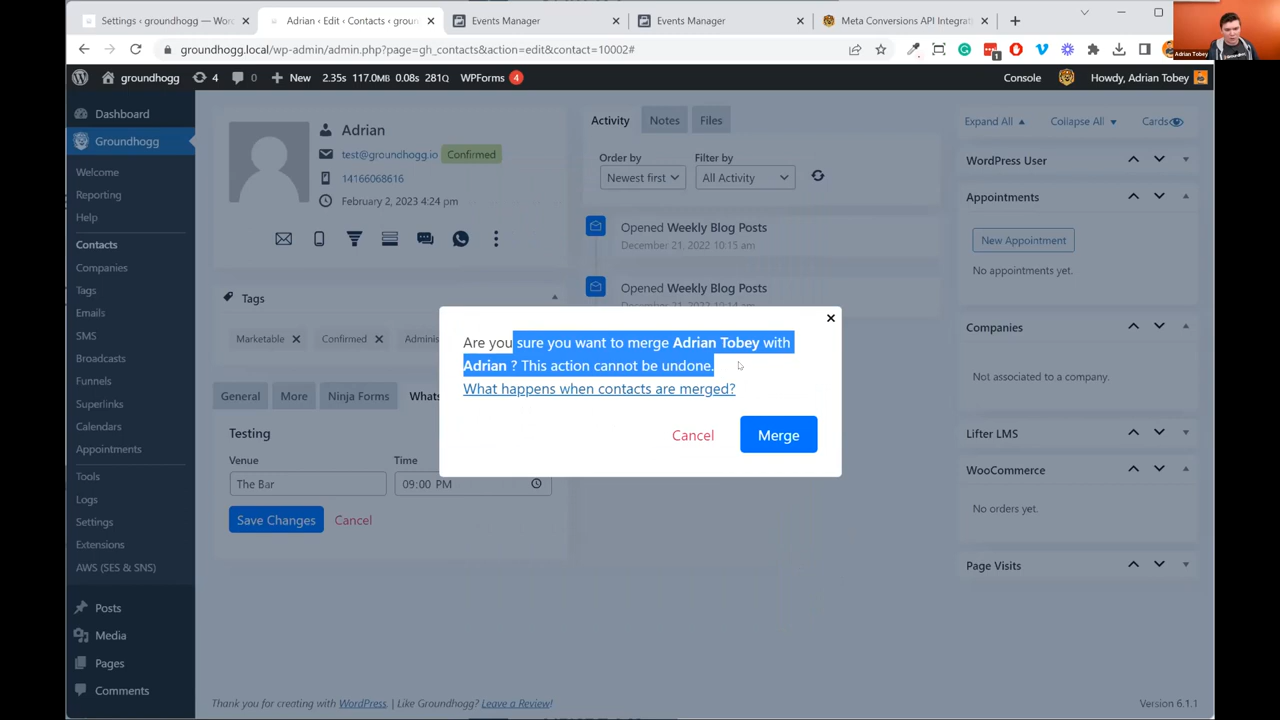 Settings ‹ groundhogg — Wor
Adrian ‹ Edit ‹ Contacts ‹ groun
Events Manager
Events Manager
Meta Conversions API Integrat
groundhogg.local/wp-admin/admin.php?page=gh_contacts&action=edit&contact=10002#
Adrian Tobey
groundhogg
4
0
New
2.35s 117.0MB 0.08s 281Q
WPForms 4
Console
Howdy, Adrian Tobey
Dashboard
Groundhogg
Welcome
Reporting
Help
Contacts
Companies
Tags
Emails
SMS
Broadcasts
Funnels
Superlinks
Calendars
Appointments
Tools
Logs
Settings
Extensions
AWS (SES & SNS)
Posts
Media
Pages
Comments
Adrian
test@groundhogg.io Confirmed
14166068616
February 2, 2023 4:24 pm
Tags
Marketable
Confirmed
Adminis
General
More
Ninja Forms
Whats
Testing
Venue
Time
The Bar
09:00 PM
Save Changes
Cancel
Activity
Notes
Files
Order by
Filter by
Newest first
All Activity
Opened Weekly Blog Posts
December 21, 2022 10:15 am
Opened Weekly Blog Posts
December 21, 2022 10:14 am
Are you sure you want to merge Adrian Tobey with
Adrian ? This action cannot be undone.
What happens when contacts are merged?
Cancel
Merge
Expand All
Collapse All
Cards
WordPress User
Appointments
New Appointment
No appointments yet.
Companies
Not associated to a company.
Lifter LMS
WooCommerce
No orders yet.
Page Visits
Thank you for creating with WordPress. | Like Groundhogg? Leave a Review!
Version 6.1.1